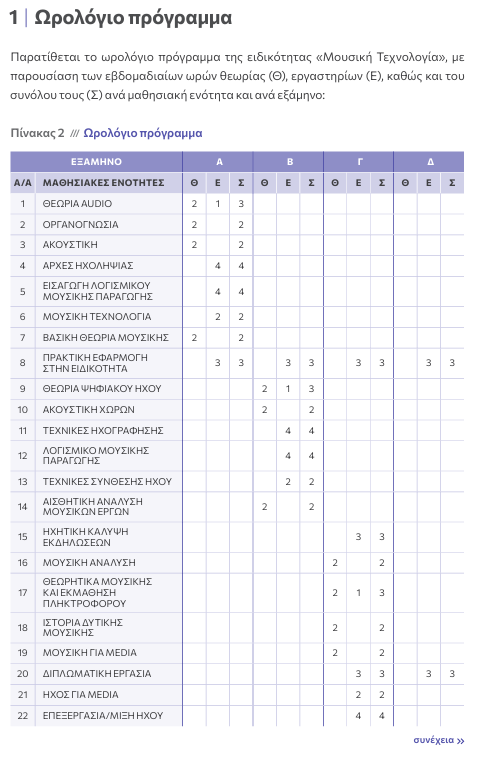 1 | Ωρολόγιο πρόγραμμα
Παρατίθεται το ωρολόγιο πρόγραμμα της ειδικότητας «Μουσική Τεχνολογία», με
παρουσίαση των εβδομαδιαίων ωρών θεωρίας (Θ), εργαστηρίων (Ε), καθώς και του
συνόλου τους (Σ) ανά μαθησιακή ενότητα και ανά εξάμηνο:
Πίνακας 2 /// Ωρολόγιο πρόγραμμα
ΕΞΑΜΗΝΟ Α Β Γ Δ
Α/Α ΜΑΘΗΣΙΑΚΕΣ ΕΝΟΤΗΤΕΣ Θ Ε Σ Θ Ε Σ Θ Ε Σ Θ Ε Σ
1 ΘΕΩΡΙΑ AUDIO 2 1 3
2 ΟΡΓΑΝΟΓΝΩΣΙΑ 2 2
3 ΑΚΟΥΣΤΙΚΗ 2 2
4 ΑΡΧΕΣ ΗΧΟΛΗΨΙΑΣ 4 4
5 ΕΙΣΑΓΩΓΗ ΛΟΓΙΣΜΙΚΟΥ
ΜΟΥΣΙΚΗΣ ΠΑΡΑΓΩΓΗΣ 4 4
6 ΜΟΥΣΙΚΗ ΤΕΧΝΟΛΟΓΙΑ 2 2
7 ΒΑΣΙΚΗ ΘΕΩΡΙΑ ΜΟΥΣΙΚΗΣ 2 2
8 ΠΡΑΚΤΙΚΗ ΕΦΑΡΜΟΓΗ
ΣΤΗΝ ΕΙΔΙΚΟΤΗΤΑ 3 3 3 3 3 3 3 3
9 ΘΕΩΡΙΑ ΨΗΦΙΑΚΟΥ ΗΧΟΥ 2 1 3
10 ΑΚΟΥΣΤΙΚΗ ΧΩΡΩΝ 2 2
11 ΤΕΧΝΙΚΕΣ ΗΧΟΓΡΑΦΗΣΗΣ 4 4
12 ΛΟΓΙΣΜΙΚΟ ΜΟΥΣΙΚΗΣ
ΠΑΡΑΓΩΓΗΣ 4 4
13 ΤΕΧΝΙΚΕΣ ΣΥΝΘΕΣΗΣ ΗΧΟΥ 2 2
14 ΑΙΣΘΗΤΙΚΗ ΑΝΑΛΥΣΗ
ΜΟΥΣΙΚΩΝ ΕΡΓΩΝ 2 2
15 ΗΧΗΤΙΚΗ ΚΑΛΥΨΗ
ΕΚΔΗΛΩΣΕΩΝ 3 3
16 ΜΟΥΣΙΚΗ ΑΝΑΛΥΣΗ 2 2
17 ΘΕΩΡΗΤΙΚΑ ΜΟΥΣΙΚΗΣ
ΚΑΙ ΕΚΜΑΘΗΣΗ
ΠΛΗΚΤΡΟΦΟΡΟΥ 2 1 3
18 ΙΣΤΟΡΙΑ ΔΥΤΙΚΗΣ
ΜΟΥΣΙΚΗΣ 2 2
19 ΜΟΥΣΙΚΗ ΓΙΑ MEDIA 2 2
20 ΔΙΠΛΩΜΑΤΙΚΗ ΕΡΓΑΣΙΑ 3 3 3 3
21 ΗΧΟΣ ΓΙΑ MEDIA 2 2
22 ΕΠΕΞΕΡΓΑΣΙΑ/ΜΙΞΗ ΗΧΟΥ 4 4
συνέχεια »